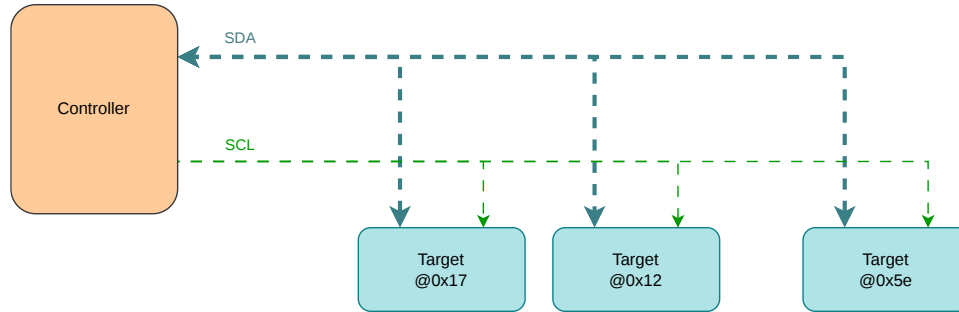 SDA
Controller
SCL
Target
@0x17
Target
@0x12
Target
@0x5e